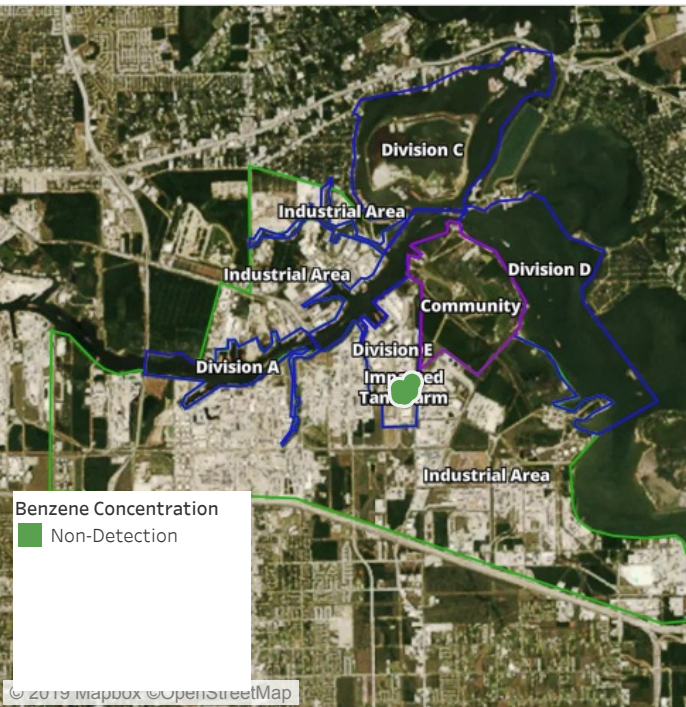 Division C
Industrial Area
Industrial Area
Division D
Community
Division E
Division A
Tank Farm
Industrial Area
Benzene Concentration
Non-Detection
© 2019 Mapbox ©OpenStreetMap